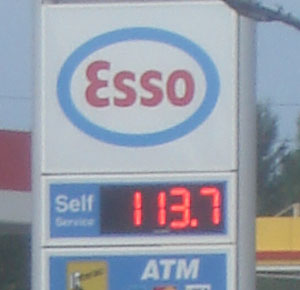 Esso
Self 113.7
Service
ATM